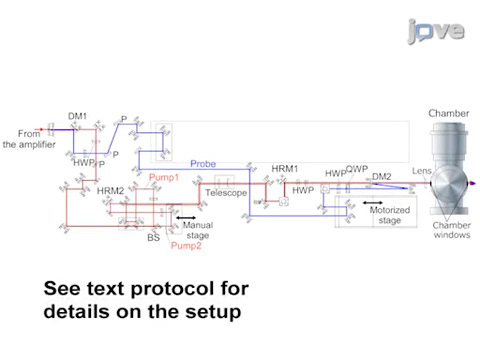 jove
Chamber
DM1
P
From
the amplifier
HWP
P
P
Probe
HRM1
HWP
QWP
DM2
Lens
HRM2
Pump1
Telescope
HWP
Manual
stage
Motorized
stage
BS
Pump2
Chamber
windows
See text protocol for
details on the setup